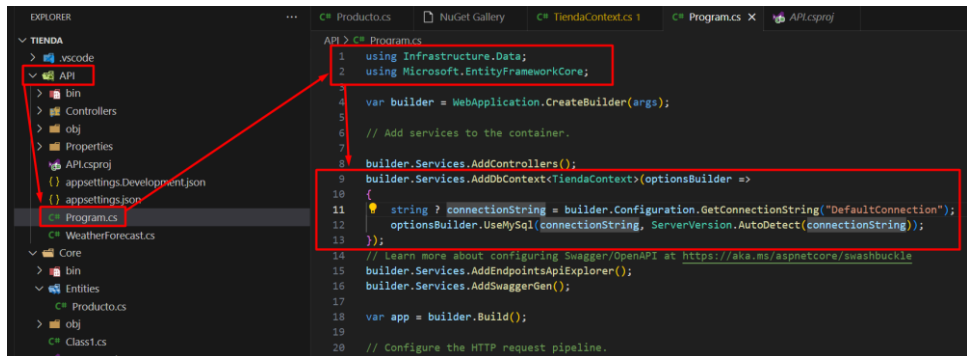 EXPLORER
...
C# Producto.cs
NuGet Gallery
C# TiendaContext.cs 1
C# Program.cs
API.csproj
TIENDA
.vscode
API
bin
Controllers
obj
Properties
API.csproj
{} appsettings.Development.json
{} appsettings.json
C# Program.cs
C# WeatherForecast.cs
Core
bin
Entities
C# Producto.cs
obj
C# Class1.cs
API > C# Program.cs
1 using Infrastructure.Data;
2 using Microsoft.EntityFrameworkCore;
3
4 var builder = WebApplication.CreateBuilder(args);
5
6 // Add services to the container.
7
8 builder.Services.AddControllers();
9 builder.Services.AddDbContext<TiendaContext>(optionsBuilder =>
10 {
11 string ? connectionString = builder.Configuration.GetConnectionString("DefaultConnection");
12 optionsBuilder.UseMySql(connectionString, ServerVersion.AutoDetect(connectionString));
13 });
14 // Learn more about configuring Swagger/OpenAPI at https://aka.ms/aspnetcore/swashbuckle
15 builder.Services.AddEndpointsApiExplorer();
16 builder.Services.AddSwaggerGen();
17
18 var app = builder.Build();
19
20 // Configure the HTTP request pipeline.